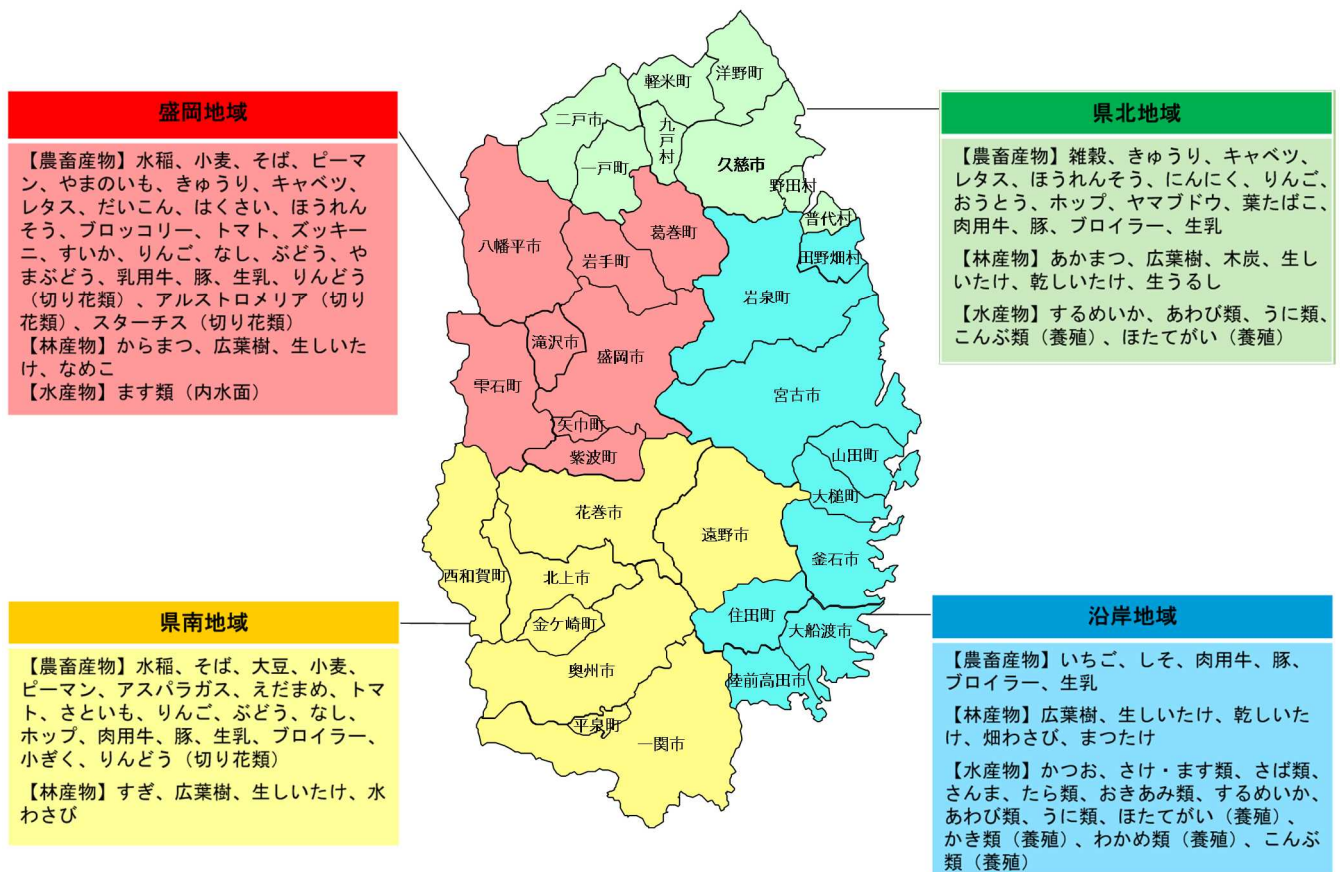 盛岡地域
【農畜産物】水稲、小麦、そば、ピーマ
ン、やまのいも、きゅうり、キャベツ、
レタス、だいこん、はくさい、ほうれん
そう、ブロッコリー、トマト、ズッキー
ニ、すいか、りんご、なし、ぶどう、や
まぶどう、乳用牛、豚、生乳、りんどう
（切り花類）、アルストロメリア（切り
花類）、スターチス（切り花類）
【林産物】からまつ、広葉樹、生しいた
け、なめこ
【水産物】ます類（内水面）
県北地域
【農畜産物】雑穀、きゅうり、キャベツ、
レタス、ほうれんそう、にんにく、りんご、
おうとう、ホップ、ヤマブドウ、葉たばこ、
肉用牛、豚、ブロイラー、生乳
【林産物】あかまつ、広葉樹、木炭、生し
いたけ、乾しいたけ、生うるし
【水産物】するめいか、あわび類、うに類、
こんぶ類（養殖）、ほたてがい（養殖）
洋野町
軽米町
二戸市
九戸村
一戸町
久慈市
野田村
普代村
葛巻町
八幡平市
岩手町
田野畑村
岩泉町
滝沢市
盛岡市
雫石町
宮古市
矢巾町
紫波町
山田町
大槌町
花巻市
遠野市
釜石市
西和賀町
北上市
金ケ崎町
住田町
大船渡市
奥州市
陸前高田市
平泉町
一関市
県南地域
【農畜産物】水稲、そば、大豆、小麦、
ピーマン、アスパラガス、えだまめ、トマ
ト、さといも、りんご、ぶどう、なし、
ホップ、肉用牛、豚、生乳、ブロイラー、
小ぎく、りんどう（切り花類）
【林産物】すぎ、広葉樹、生しいたけ、水
わさび
沿岸地域
【農畜産物】いちご、しそ、肉用牛、豚、
ブロイラー、生乳
【林産物】広葉樹、生しいたけ、乾しいた
け、畑わさび、まつたけ
【水産物】かつお、さけ・ます類、さば類、
さんま、たら類、おきあみ類、するめいか、
あわび類、うに類、ほたてがい（養殖）、
かき類（養殖）、わかめ類（養殖）、こんぶ
類（養殖）